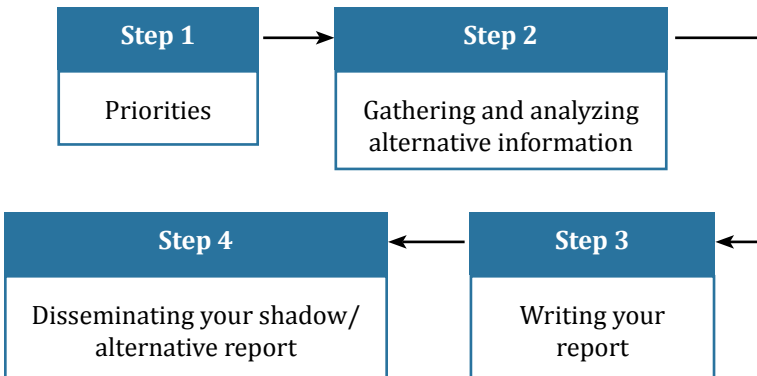 Step 1
Priorities
Step 2
Gathering and analyzing
alternative information
Step 3
Writing your
report
Step 4
Disseminating your shadow/
alternative report